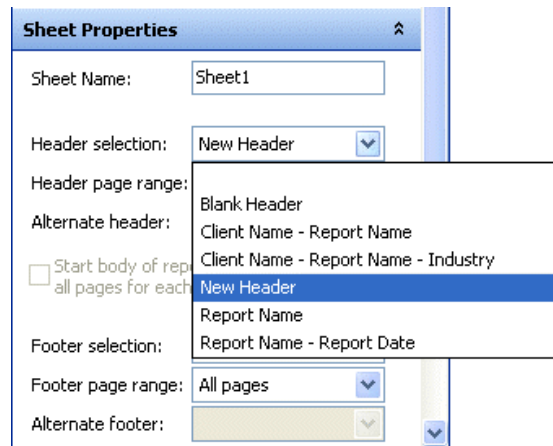 Sheet Properties
Sheet Name: Sheet1
Header selection: New Header
Header page range:
Blank Header
Alternate header: Client Name - Report Name
Client Name - Report Name - Industry
Start body of rep
all pages for each
New Header
Report Name
Footer selection: Report Name - Report Date
Footer page range: All pages
Alternate footer: